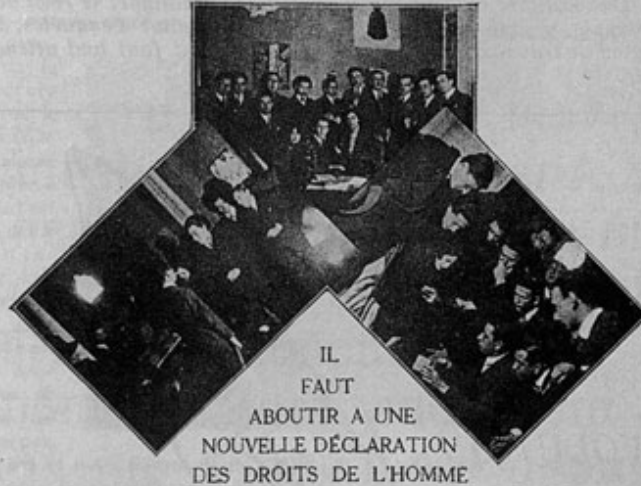 IL
FAUT
ABOUTIR A UNE
NOUVELLE DÉCLARATION
DES DROITS DE L'HOMME